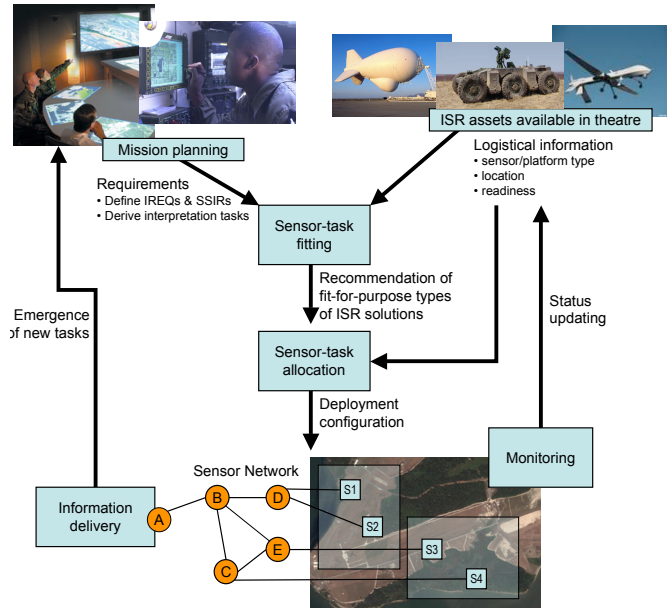 Mission planning
ISR assets available in theatre
Requirements
• Define IREQs & SSIRs
• Derive interpretation tasks
Logistical information
• sensor/platform type
• location
• readiness
Sensor-task
fitting
Recommendation of
fit-for-purpose types
of ISR solutions
Emergence
of new tasks
Status
updating
Sensor-task
allocation
Deployment
configuration
Monitoring
Sensor Network
Information
delivery
A
B
D
E
C
S1
S2
S3
S4